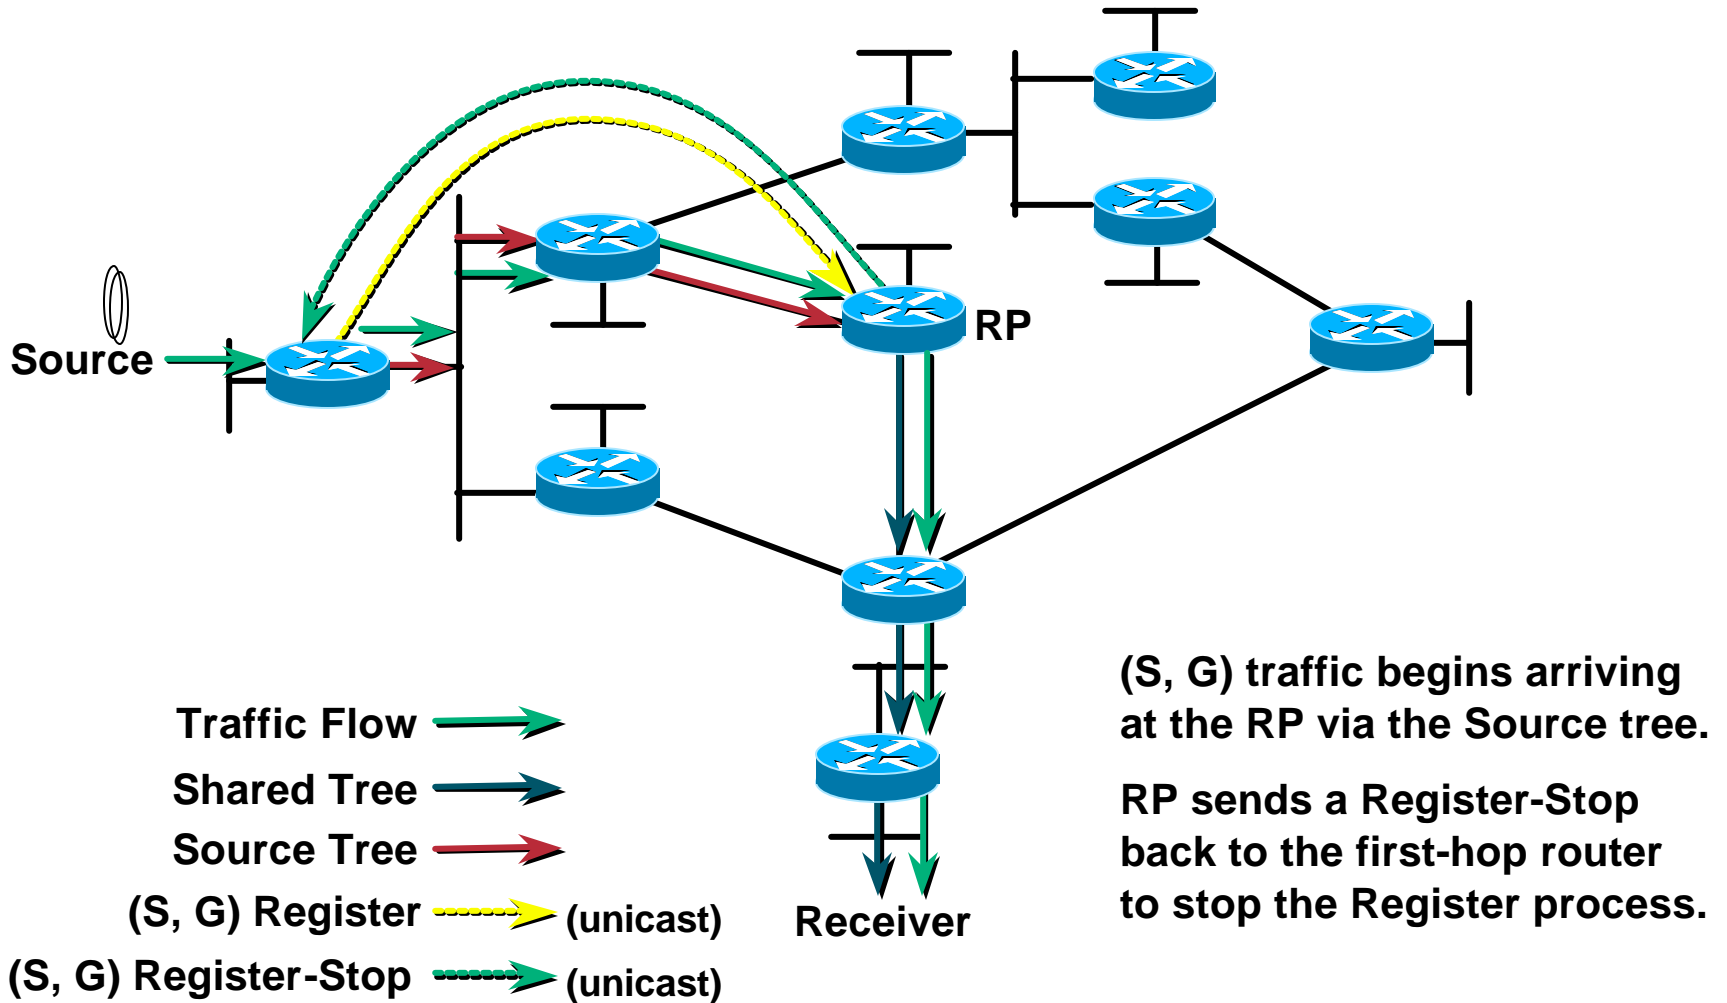 RP
Source
(S, G) traffic begins arriving
at the RP via the Source tree.
RP sends a Register-Stop
back to the first-hop router
to stop the Register process.
Traffic Flow
Shared Tree
Source Tree
(S, G) Register (unicast)
(S, G) Register-Stop (unicast)
Receiver